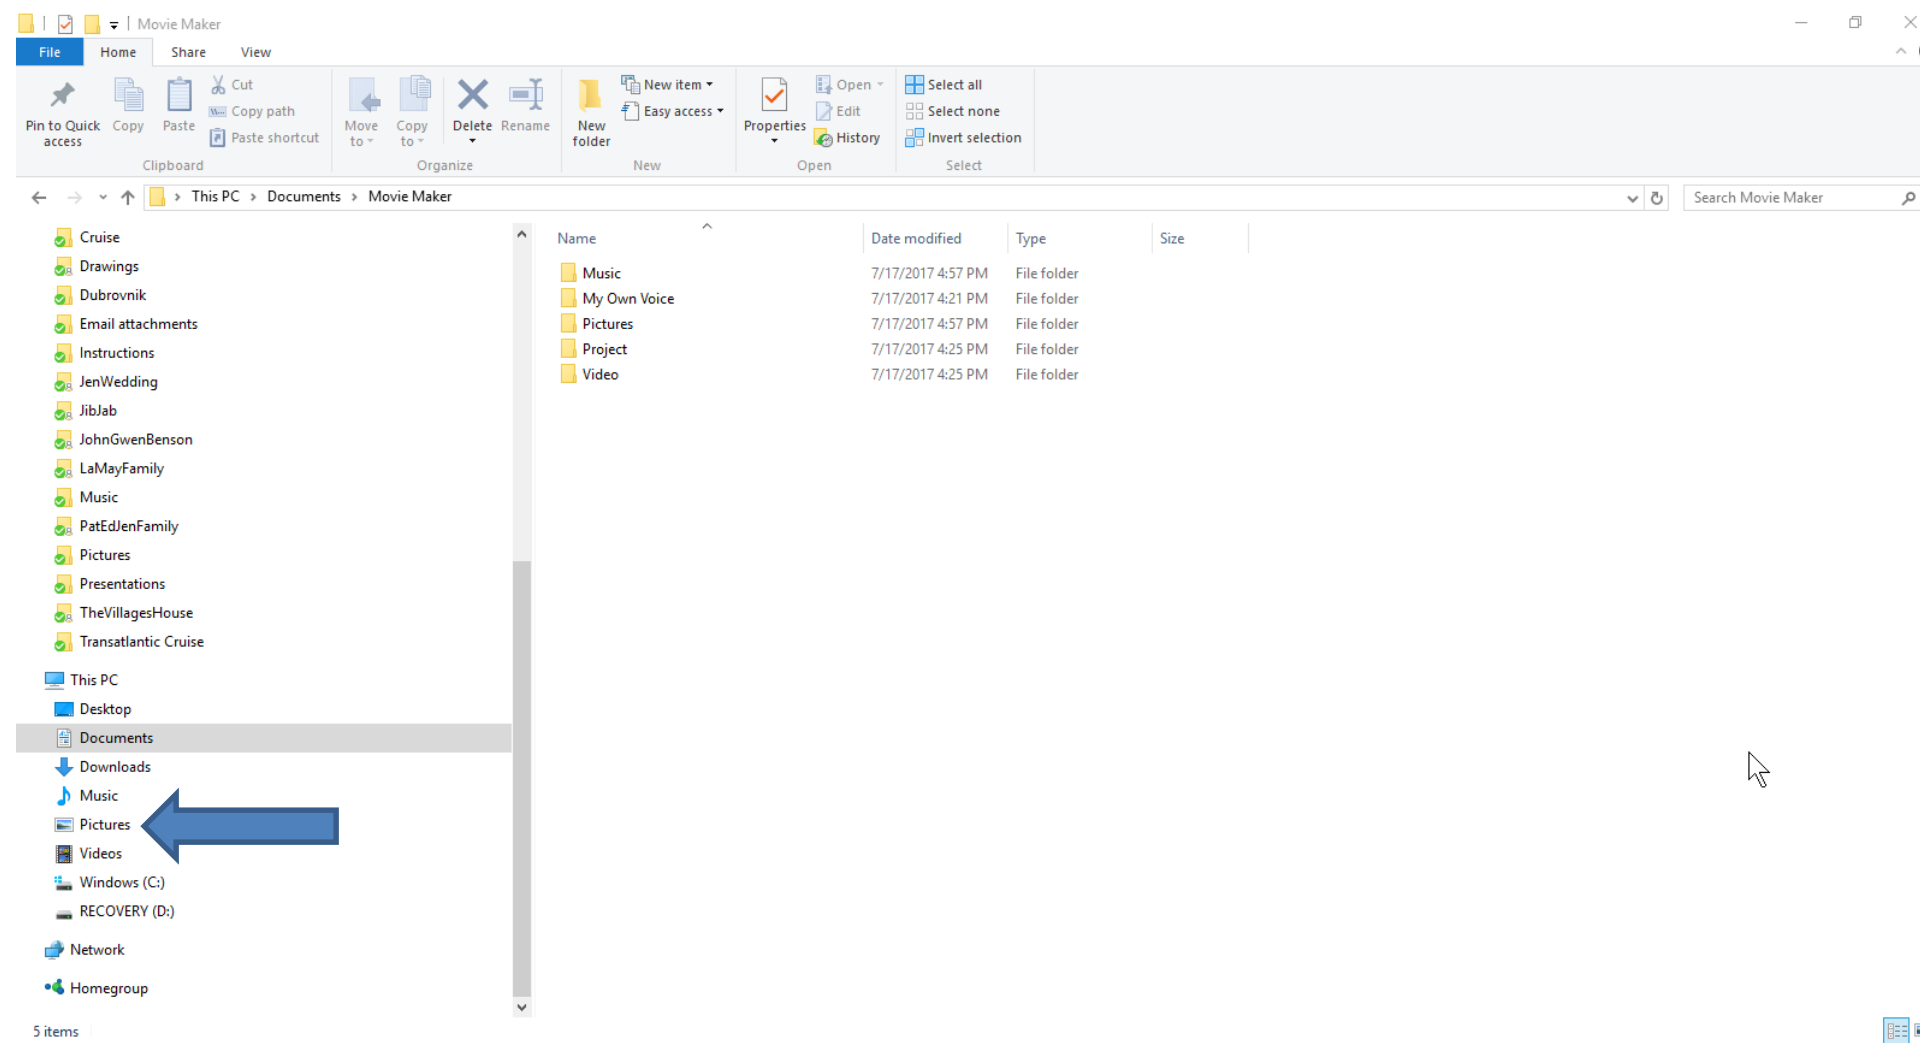 Movie Maker
File Home Share View
Pin to Quick access
Copy
Paste
Cut
Copy path
Paste shortcut
Clipboard
Move to
Copy to
Delete
Rename
Organize
New folder
New item
Easy access
New
Properties
Open
Edit
History
Open
Select all
Select none
Invert selection
Select
This PC Documents Movie Maker
Search Movie Maker
Cruise
Drawings
Dubrovnik
Email attachments
Instructions
JenWedding
JibJab
JohnGwenBenson
LaMayFamily
Music
PatEdJenFamily
Pictures
Presentations
TheVillagesHouse
Transatlantic Cruise
This PC
Desktop
Documents
Downloads
Music
Pictures
Videos
Windows (C:)
RECOVERY (D:)
Network
Homegroup
Name Date modified Type Size
Music 7/17/2017 4:57 PM File folder
My Own Voice 7/17/2017 4:21 PM File folder
Pictures 7/17/2017 4:57 PM File folder
Project 7/17/2017 4:25 PM File folder
Video 7/17/2017 4:25 PM File folder
5 items